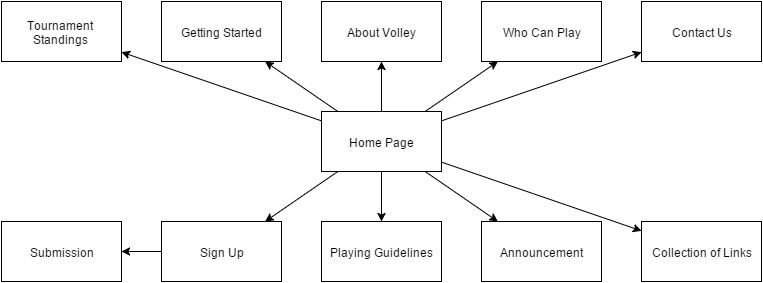 Tournament
Standings
Getting Started
About Volley
Who Can Play
Contact Us
Home Page
Submission
Sign Up
Playing Guidelines
Announcement
Collection of Links